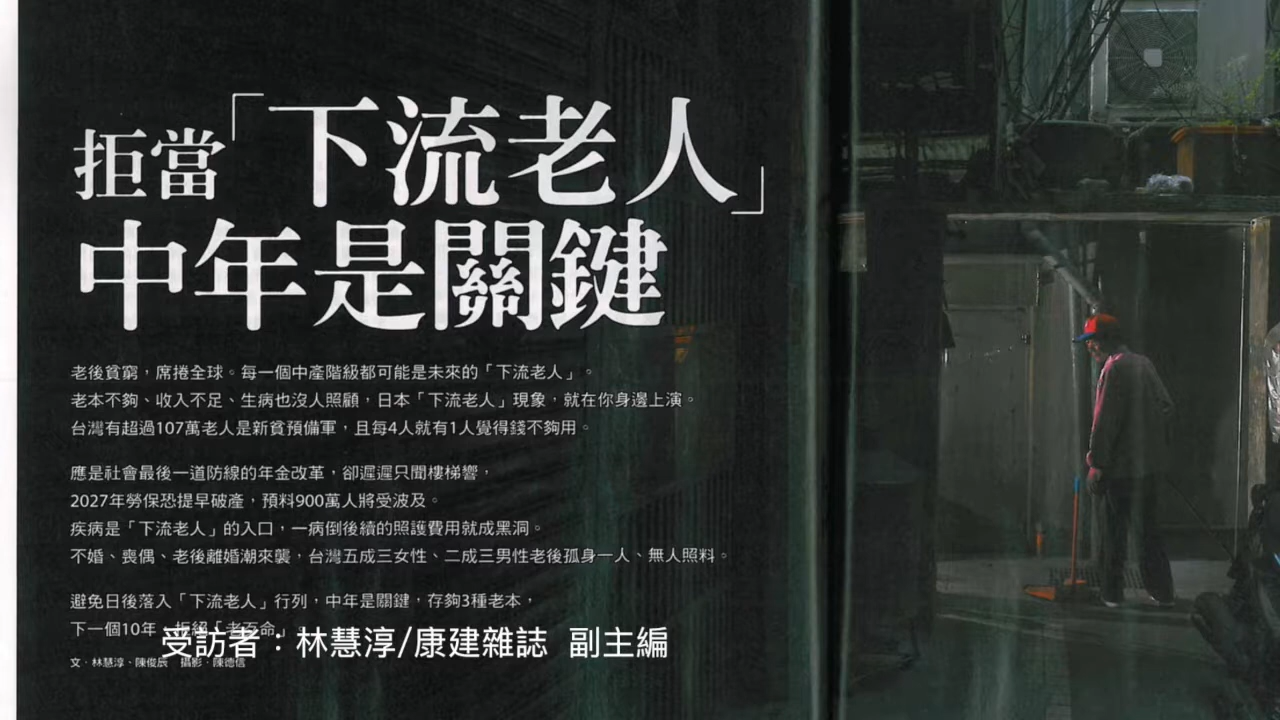 拒當「下流老人」
中年是關鍵
老後貧窮，席捲全球。每一個中產階級都可能是未來的「下流老人」。
老本不夠、收入不足、生病也沒人照顧，日本「下流老人」現象，就在你身邊上演。
台灣有超過107萬老人是新貧預備軍，且每4人就有1人覺得錢不夠用。
應是社會最後一道防線的年金改革，卻遲遲只聞樓梯響，
2027年勞保恐提早破產，預料900萬人將受波及。
疾病是「下流老人」的入口，一病倒後續的照護費用就成黑洞。
不婚、喪偶、老後離婚潮來襲，台灣五成三女性、二成三男性老後孤身一人、無人照料。
避免日後落入「下流老人」行列，中年是關鍵，存夠3種老本，
下一個10年，拒絕「老
受訪者：林慧淳/康建雜誌 副主編
文．林慧淳、陳俊辰 攝影．陳德信